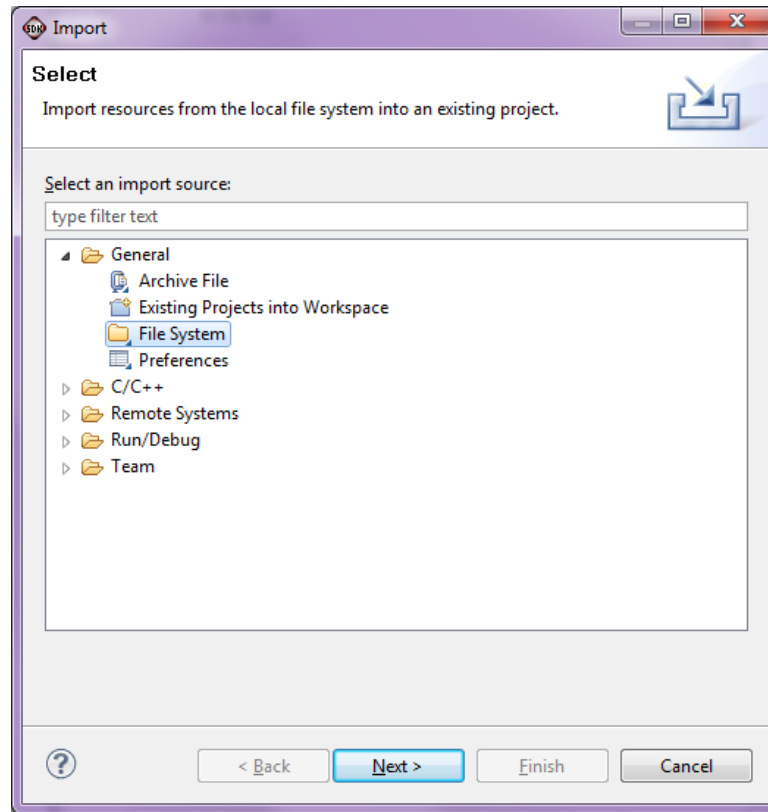 SDK Import
Select
Import resources from the local file system into an existing project.
Select an import source:
type filter text
General
Archive File
Existing Projects into Workspace
File System
Preferences
C/C++
Remote Systems
Run/Debug
Team
? < Back Next > Finish Cancel